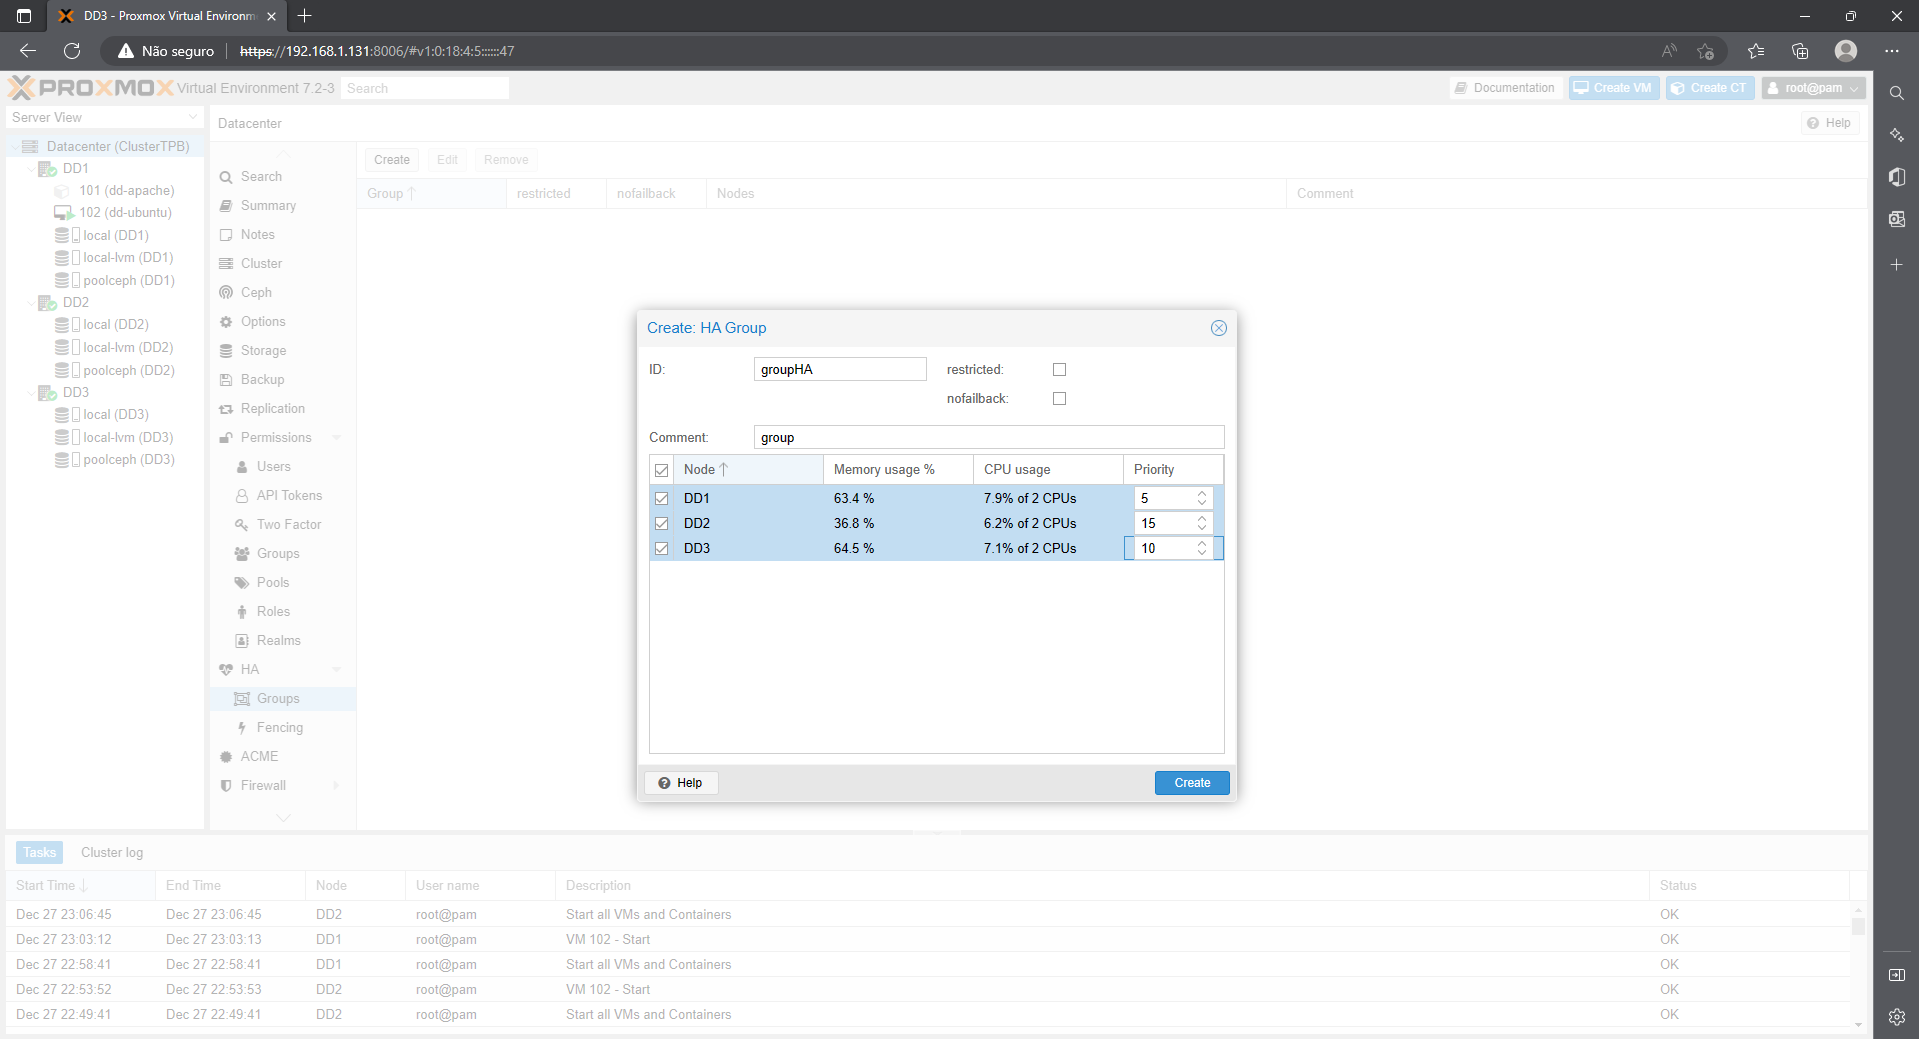 DD3 - Proxmox Virtual Environm
Não seguro https://192.168.1.131:8006/#v1:0:18:4:5::::::47
PROXMOX Virtual Environment 7.2-3 Search Documentation Create VM Create CT root@pam
Server View
Datacenter Help
Datacenter (ClusterTPB)
DD1
101 (dd-apache)
102 (dd-ubuntu)
local (DD1)
local-lvm (DD1)
poolceph (DD1)
DD2
local (DD2)
local-lvm (DD2)
poolceph (DD2)
DD3
local (DD3)
local-lvm (DD3)
poolceph (DD3)
Search
Summary
Notes
Cluster
Ceph
Options
Storage
Backup
Replication
Permissions
Users
API Tokens
Two Factor
Groups
Pools
Roles
Realms
HA
Groups
Fencing
ACME
Firewall
Create Edit Remove
Group restricted nofailback Nodes Comment
Create: HA Group
ID: groupHA restricted:
nofailback:
Comment: group
Node Memory usage % CPU usage Priority
DD1 63.4 % 7.9% of 2 CPUs 5
DD2 36.8 % 6.2% of 2 CPUs 15
DD3 64.5 % 7.1% of 2 CPUs 10
Help Create
Tasks Cluster log
Start Time End Time Node User name Description Status
Dec 27 23:06:45 Dec 27 23:06:45 DD2 root@pam Start all VMs and Containers OK
Dec 27 23:03:12 Dec 27 23:03:13 DD1 root@pam VM 102 - Start OK
Dec 27 22:58:41 Dec 27 22:58:41 DD1 root@pam Start all VMs and Containers OK
Dec 27 22:53:52 Dec 27 22:53:53 DD2 root@pam VM 102 - Start OK
Dec 27 22:49:41 Dec 27 22:49:41 DD2 root@pam Start all VMs and Containers OK